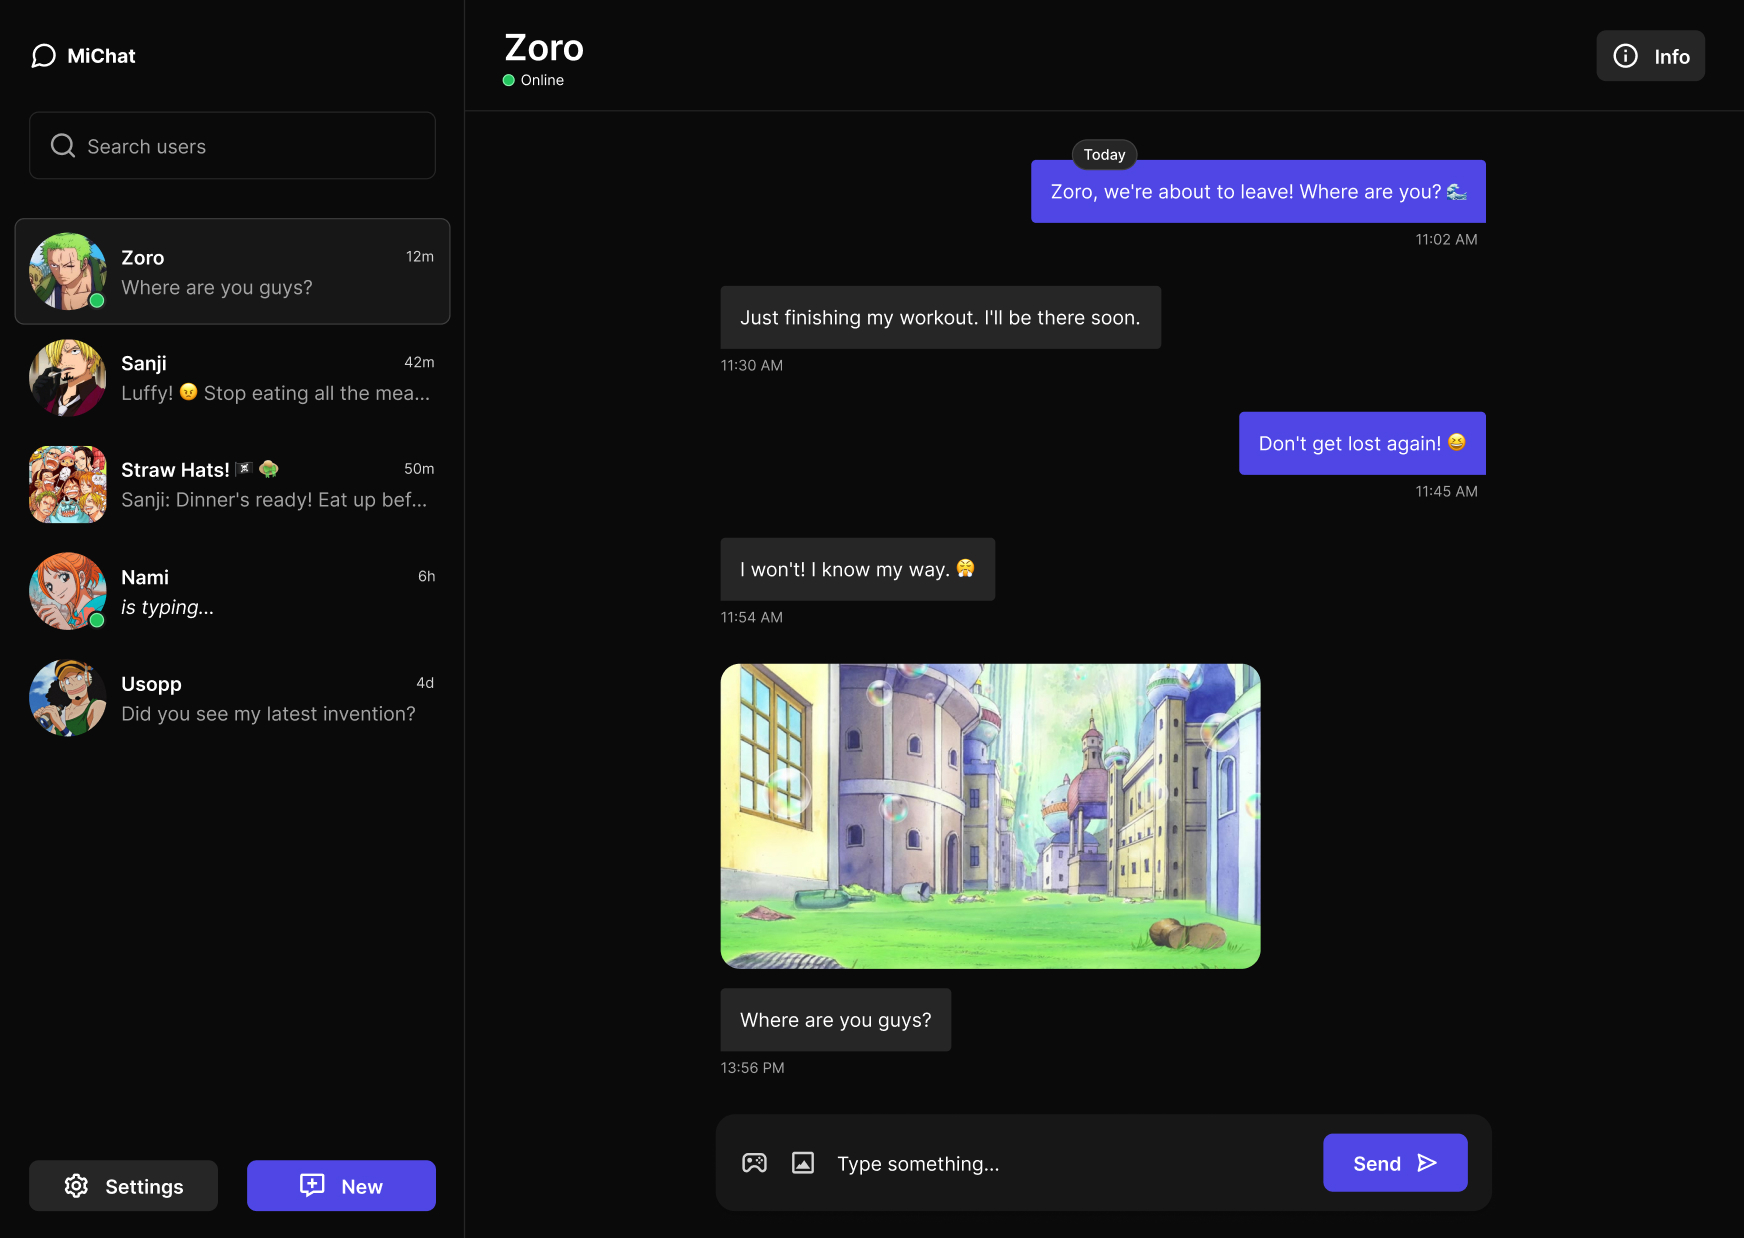 MiChat
Search users
Zoro 12m
Where are you guys?
Sanji 42m
Luffy! 😠 Stop eating all the mea...
Straw Hats! 🏴‍☠️ 👒 50m
Sanji: Dinner's ready! Eat up bef...
Nami 6h
is typing...
Usopp 4d
Did you see my latest invention?
Settings
New
Zoro
Online
Info
Today
Zoro, we're about to leave! Where are you? 🌊
11:02 AM
Just finishing my workout. I'll be there soon.
11:30 AM
Don't get lost again! 😆
11:45 AM
I won't! I know my way. 😤
11:54 AM
Where are you guys?
13:56 PM
Type something...
Send